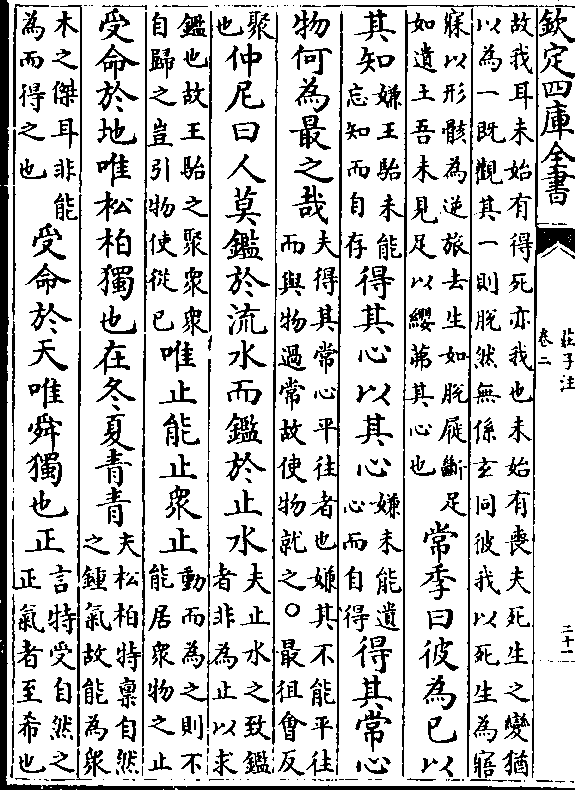 欽定四庫全書
莊子注
卷二
二十一
故我耳未始有得死亦我也未始有喪夫死生之變猶
以為一既觀其一則脫然無係玄同彼我以死生為寤
寐以形骸為逆旅去生如脫屣斷足
如遺土吾未見足以纓茀其心也
常季曰彼為已以
其知
嫌王駘未能
忘知而自存
得其心以其心
嫌未能遺
心而自得
得其常心
物何為最之哉
夫得其常心平往者也嫌其不能平往
而與物過常故使物就之○最徂會反
聚
也
仲尼曰人莫鑑於流水而鑑於止水
夫止水之致鑑
者非為止以求
鑑也故王駘之聚衆衆
自歸之豈引物使從已
唯止能止衆止
動而為之則不
能居衆物之止
受命於地唯松柏獨也在冬夏青青
夫松柏特稟自然
之鍾氣故能為衆
木之傑耳非能
為而得之也
受命於天唯舜獨也正
言特受自然之
正氣者至希也